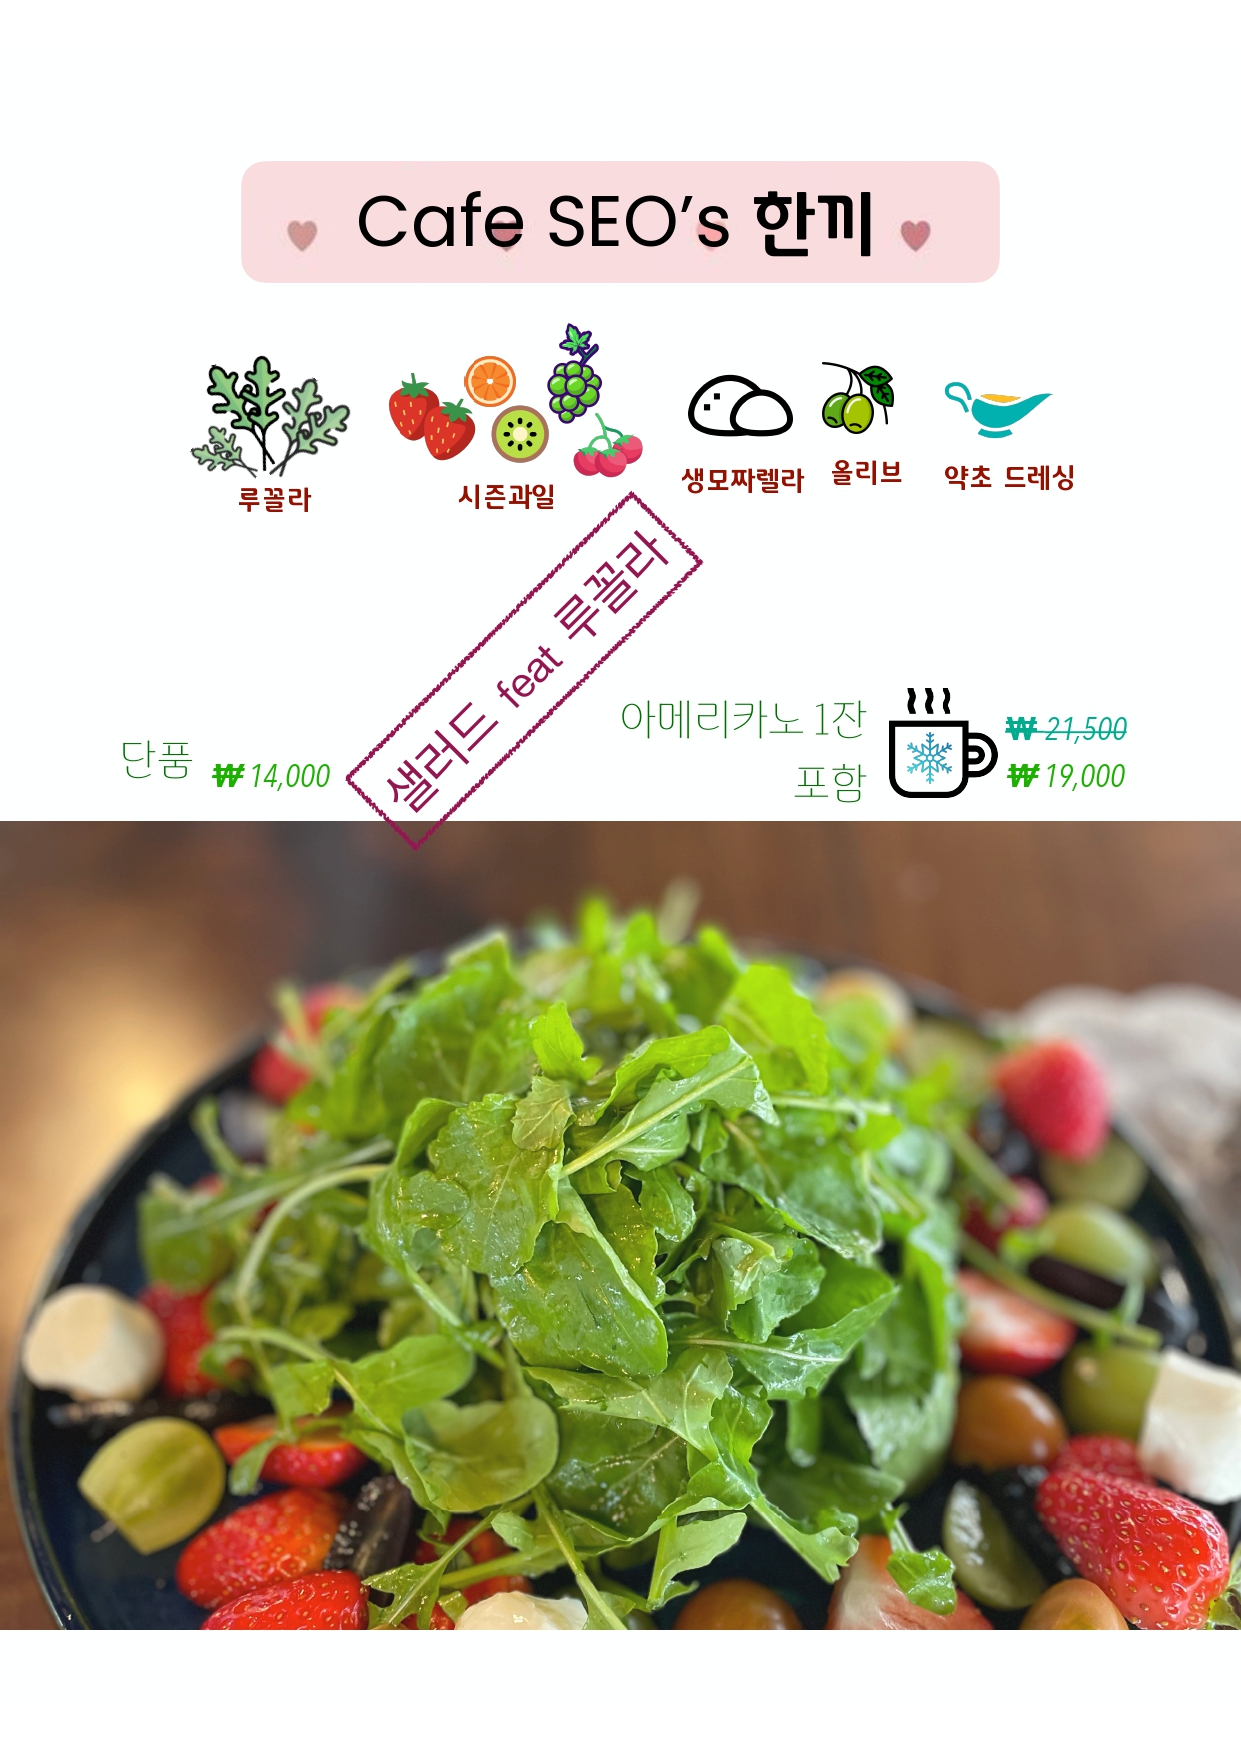 Cafe SEO’s 한끼
루꼴라
시즌과일
생모짜렐라
올리브
약초 드레싱
샐러드 feat 루꼴라
단품 ₩ 14,000
아메리카노 1잔
포함
₩ 21,500
₩ 19,000